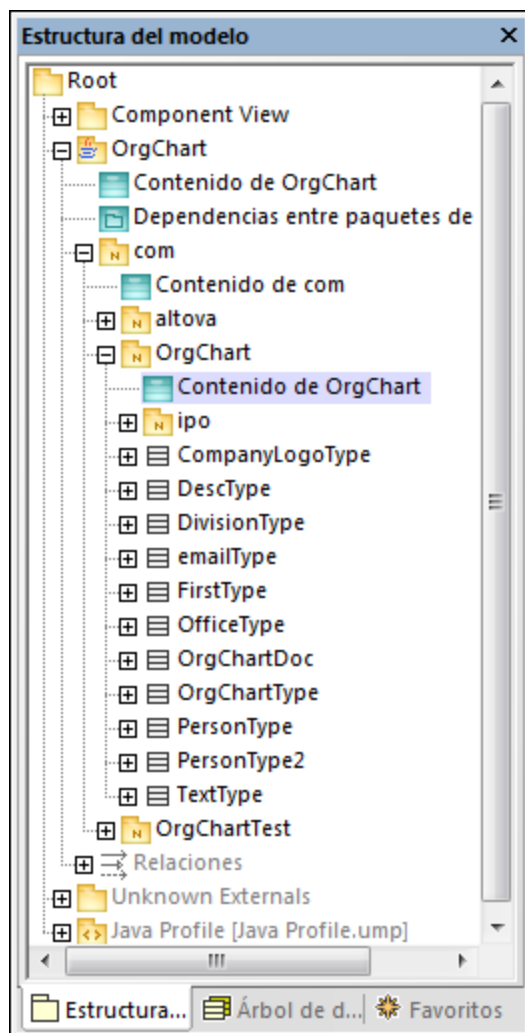 Estructura del modelo
Root
Component View
OrgChart
Contenido de OrgChart
Dependencias entre paquetes de
com
Contenido de com
altova
OrgChart
Contenido de OrgChart
ipo
CompanyLogoType
DescType
DivisionType
emailType
FirstType
OfficeType
OrgChartDoc
OrgChartType
PersonType
PersonType2
TextType
OrgChartTest
Relaciones
Unknown Externals
Java Profile [Java Profile.ump]
Estructura... Árbol de d... Favoritos